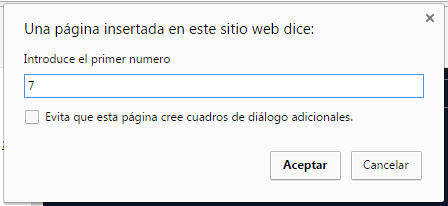 Una página insertada en este sitio web dice:
Introduce el primer numero
7
Evita que esta página cree cuadros de diálogo adicionales.
Aceptar Cancelar